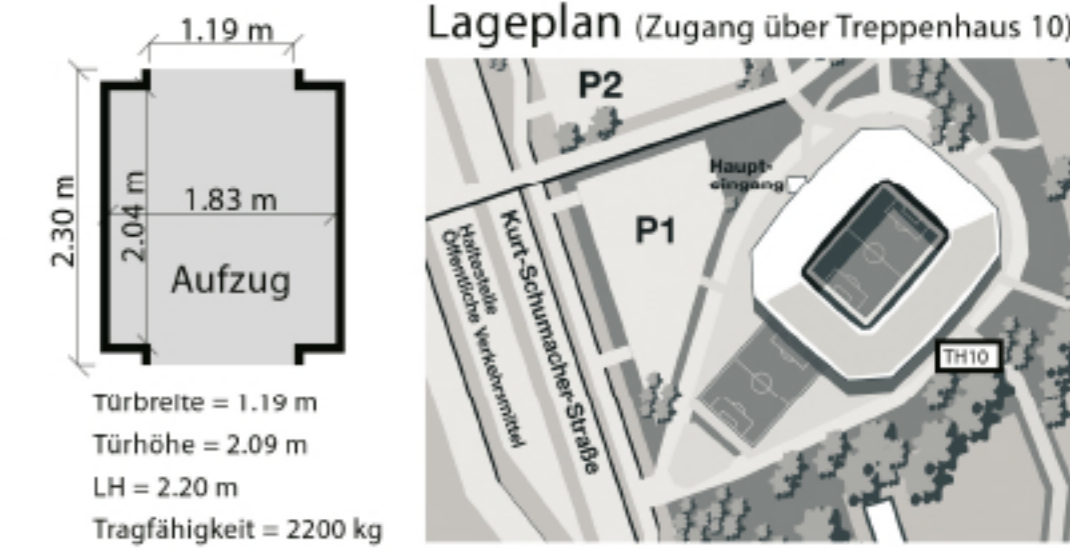 1.19 m
2.30 m
2.04 m
1.83 m
Aufzug
Türbreite = 1.19 m
Türhöhe = 2.09 m
LH = 2.20 m
Tragfähigkeit = 2200 kg
Lageplan (Zugang über Treppenhaus 10)
P2
Haupt-
eingang
P1
Kurt-Schumacher-Straße
Haltestelle
Öffentliche Verkehrsmittel
TH10